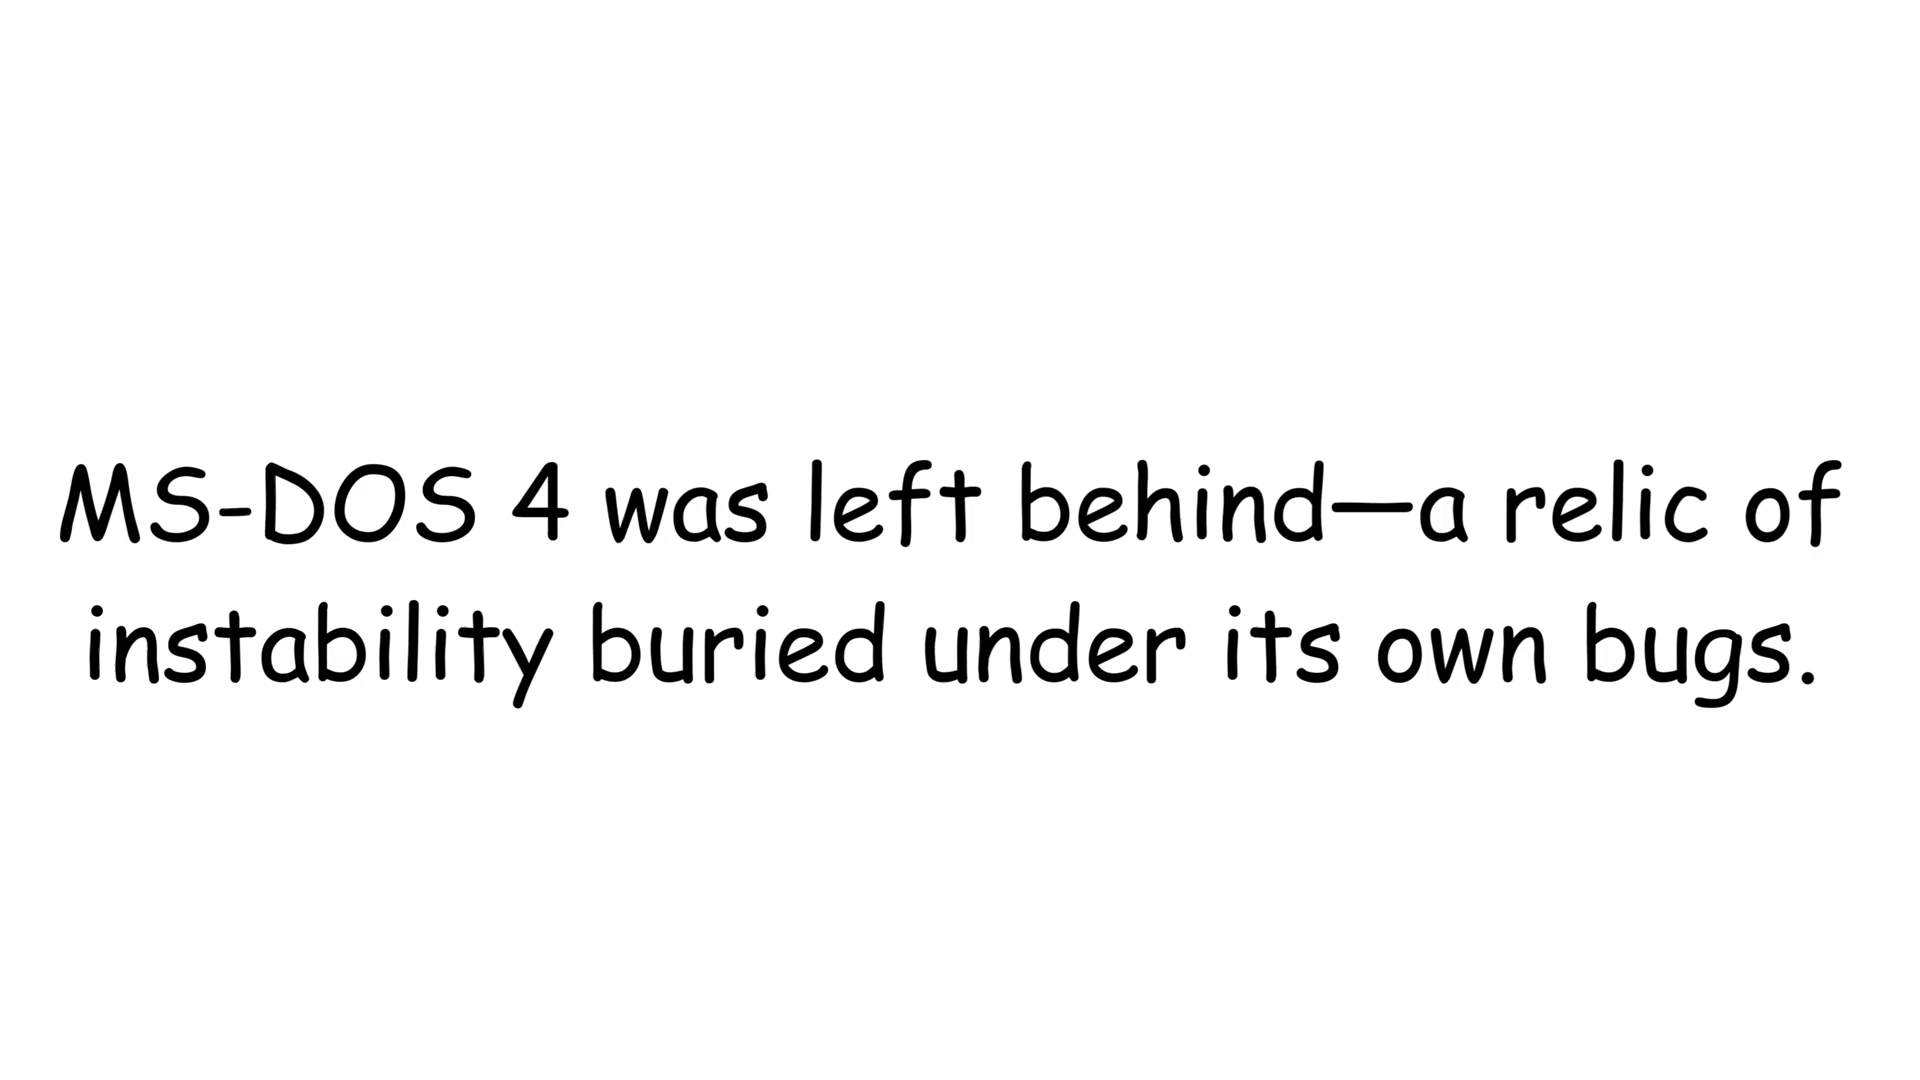 MS-DOS 4 was left behind—a relic of
instability buried under its own bugs.